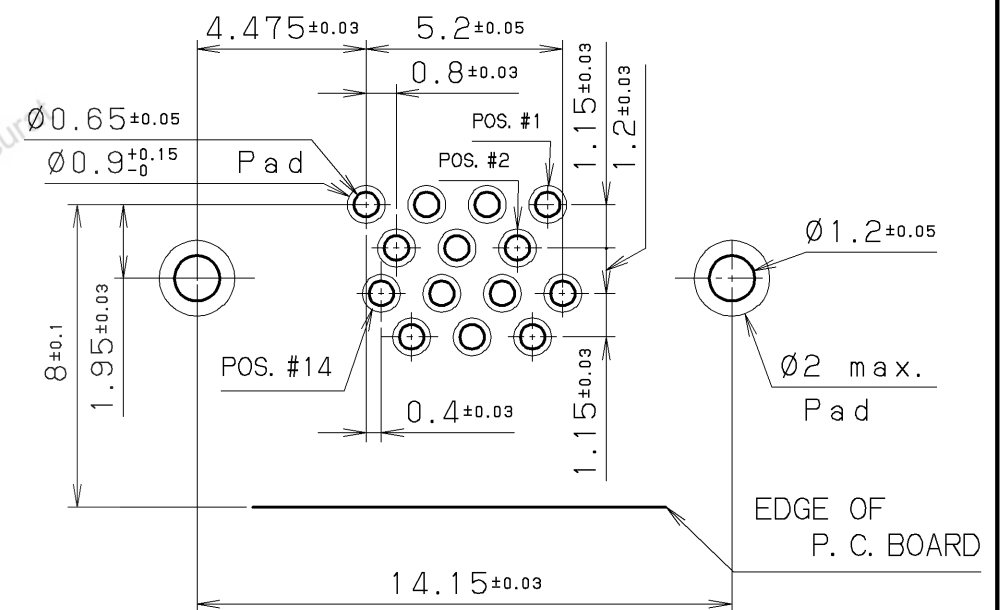 4.475±0.03
5.2±0.05
0.8±0.03
1.15±0.03
1.2±0.03
Ø0.65±0.05
Ø0.9+0.15 -0
Pad
POS. #1
POS. #2
Ø1.2±0.05
8±0.1
1.95±0.03
POS. #14
0.4±0.03
1.15±0.03
Ø2 max.
Pad
EDGE OF
P. C. BOARD
14.15±0.03